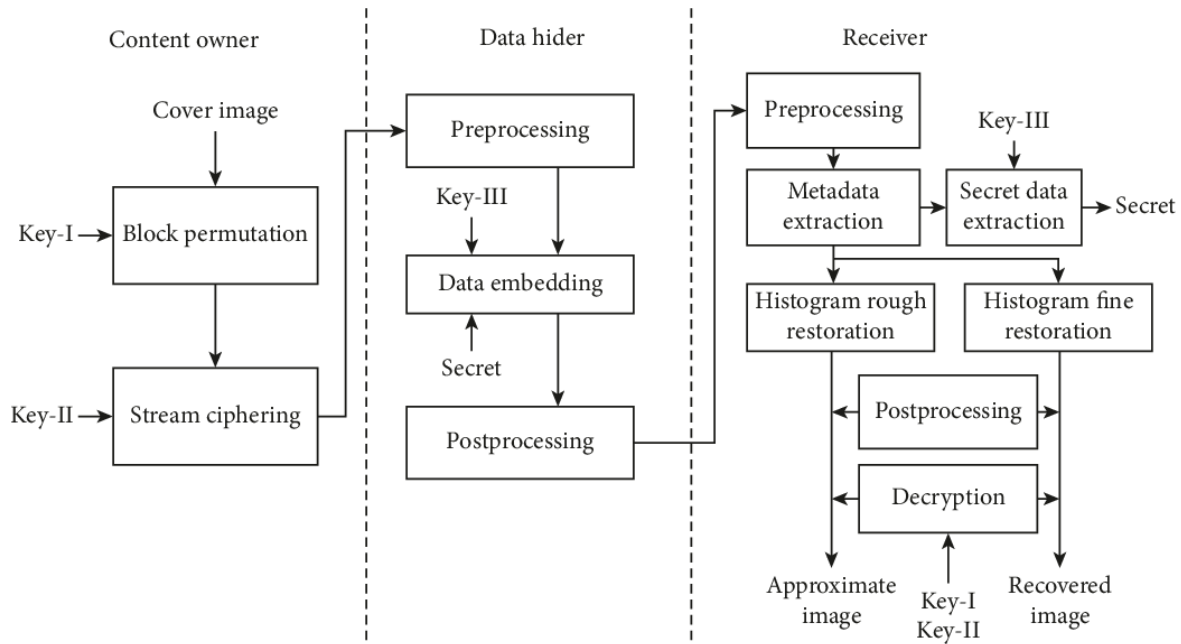 Content owner
Cover image
Key-I
Block permutation
Key-II
Stream ciphering
Data hider
Preprocessing
Key-III
Data embedding
Secret
Postprocessing
Receiver
Preprocessing
Key-III
Metadata
extraction
Secret data
extraction
Secret
Histogram rough
restoration
Histogram fine
restoration
Postprocessing
Decryption
Approximate
image
Key-I
Key-II
Recovered
image